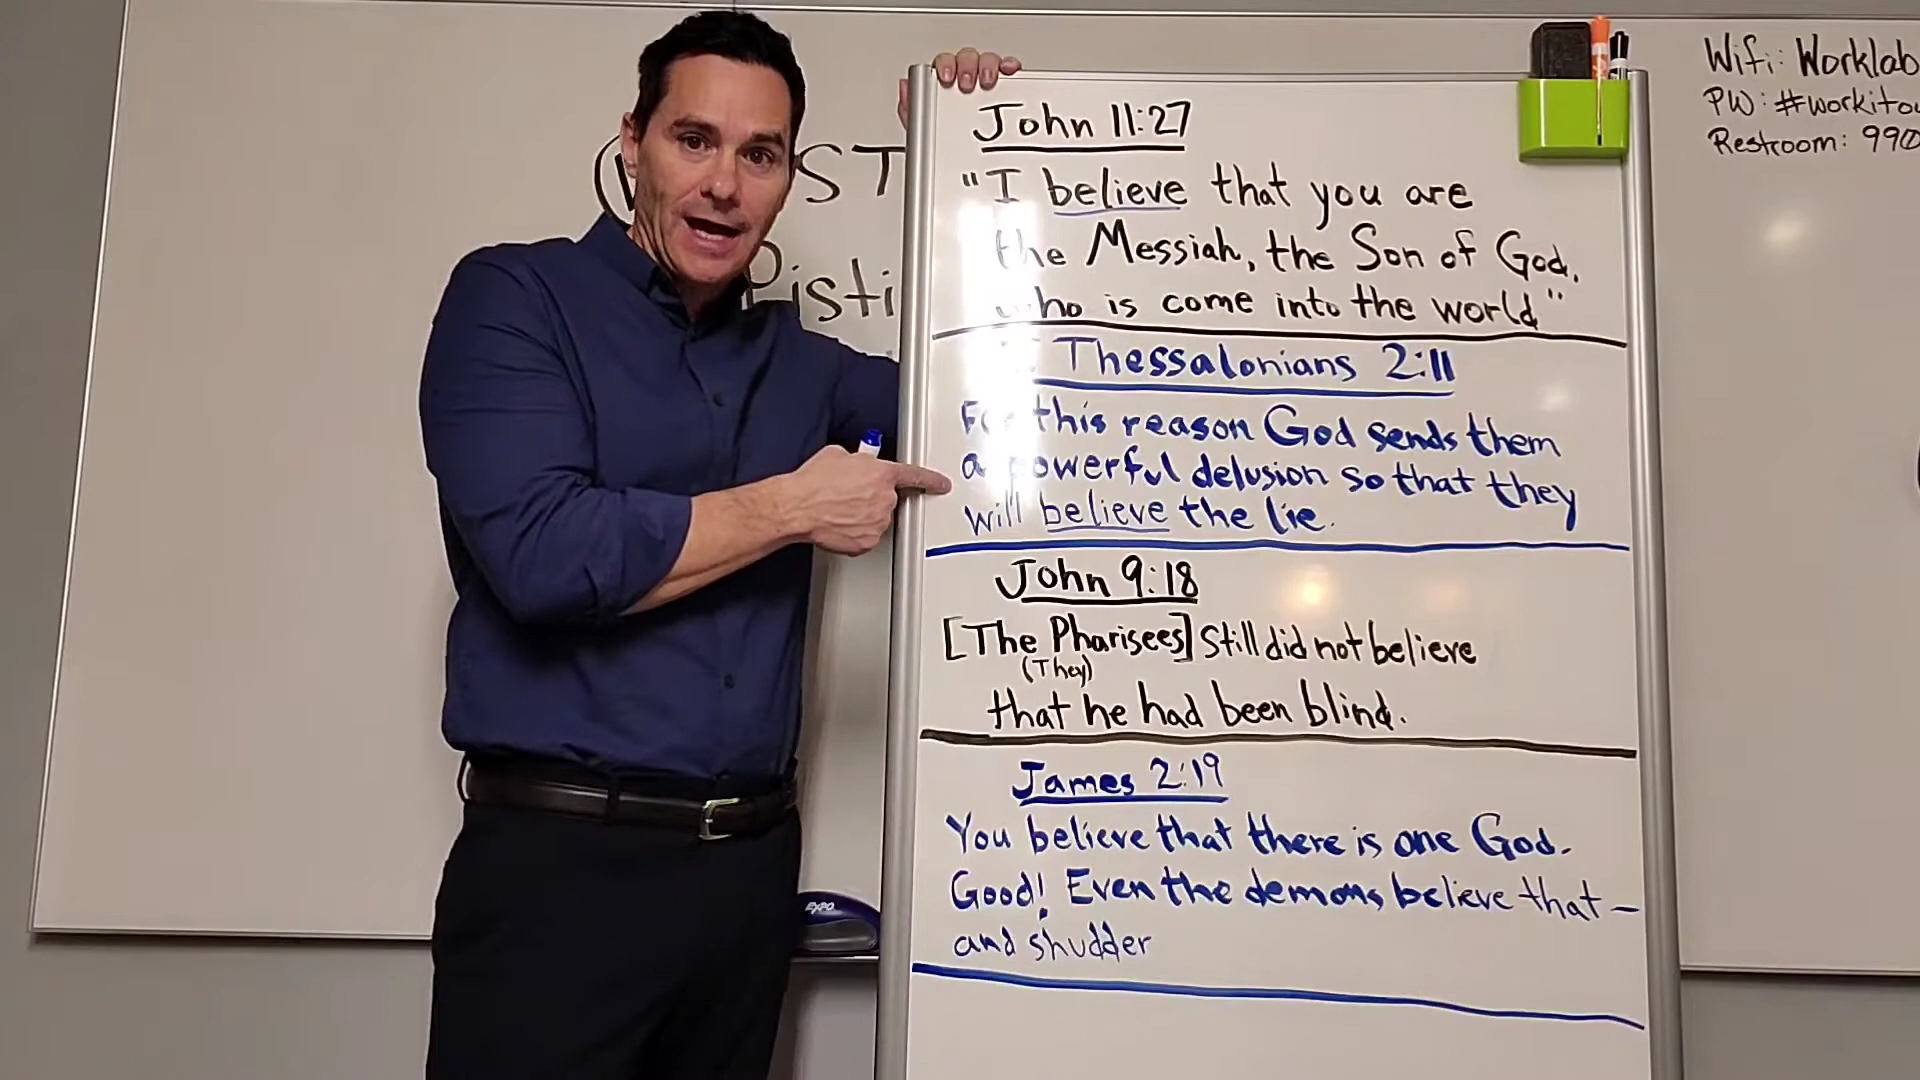 John 11:27
"I believe that you are
the Messiah, the Son of God,
who is come into the world"
Thessalonians 2:11
For this reason God sends them
a powerful delusion so that they
will believe the lie.
John 9:18
[The Pharisees] still did not believe
(They)
that he had been blind.
James 2:19
You believe that there is one God.
Good! Even the demons believe that —
and shudder
Wifi: Worklab
PW: #workitou
Restroom: 990
ST
Pisti
EXPO